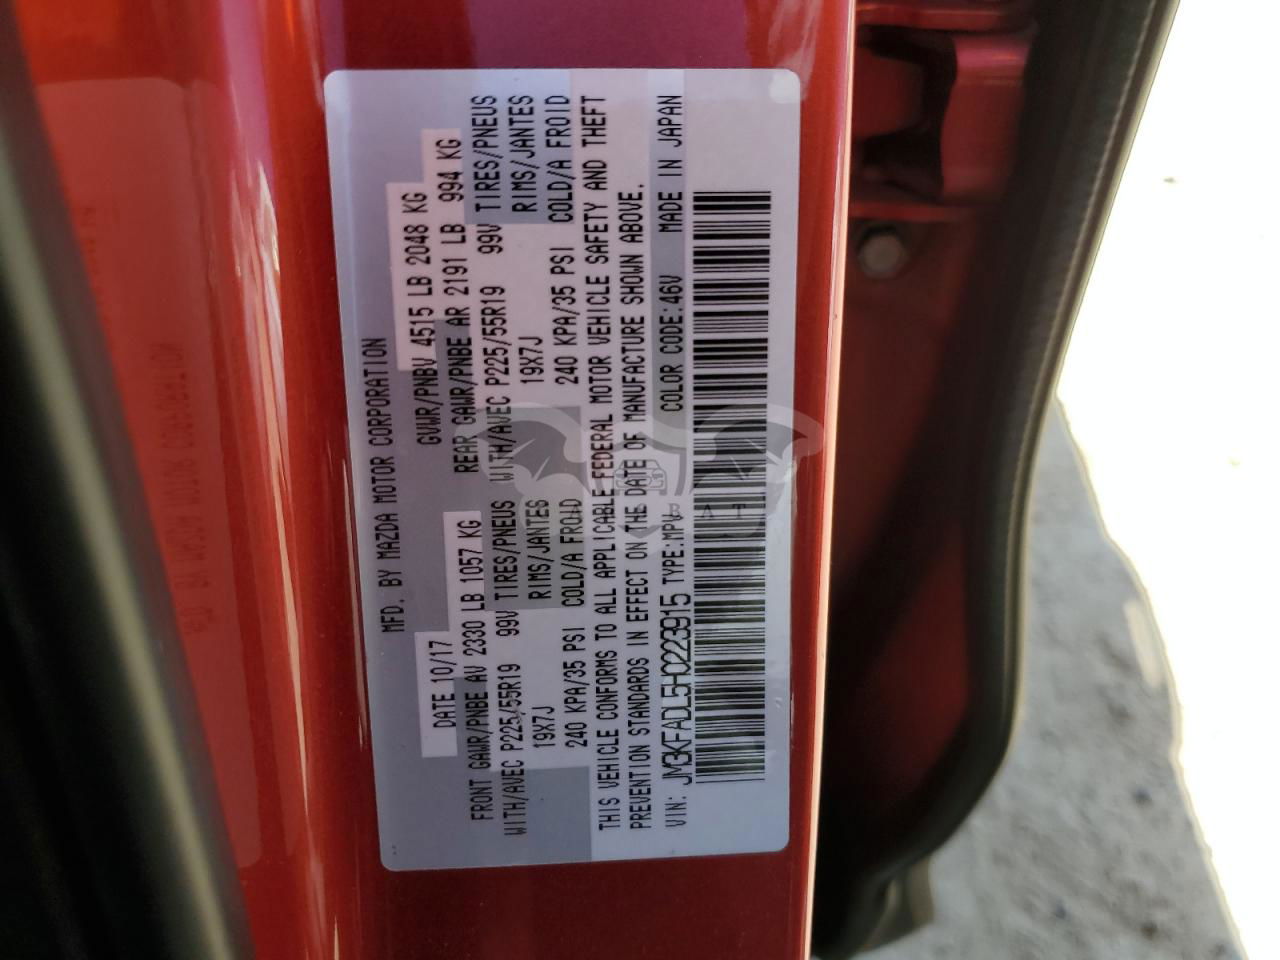 MFD. BY MAZDA MOTOR CORPORATION
DATE 10/17 GVWR/PNBV 4515 LB 2048 KG
FRONT GAWR/PNBE AV 2330 LB 1057 KG REAR GAWR/PNBE AR 2191 LB 994 KG
WITH/AVEC P225/55R19 99V TIRES/PNEUS WITH/AVEC P225/55R19 99V TIRES/PNEUS
19X7J RIMS/JANTES 19X7J RIMS/JANTES
240 KPA/35 PSI COLD/A FROID 240 KPA/35 PSI COLD/A FROID
THIS VEHICLE CONFORMS TO ALL APPLICABLE FEDERAL MOTOR VEHICLE SAFETY AND THEFT
PREVENTION STANDARDS IN EFFECT ON THE DATE OF MANUFACTURE SHOWN ABOVE.
VIN: JM3KFADL5H0223915 TYPE:MPV COLOR CODE:46V MADE IN JAPAN